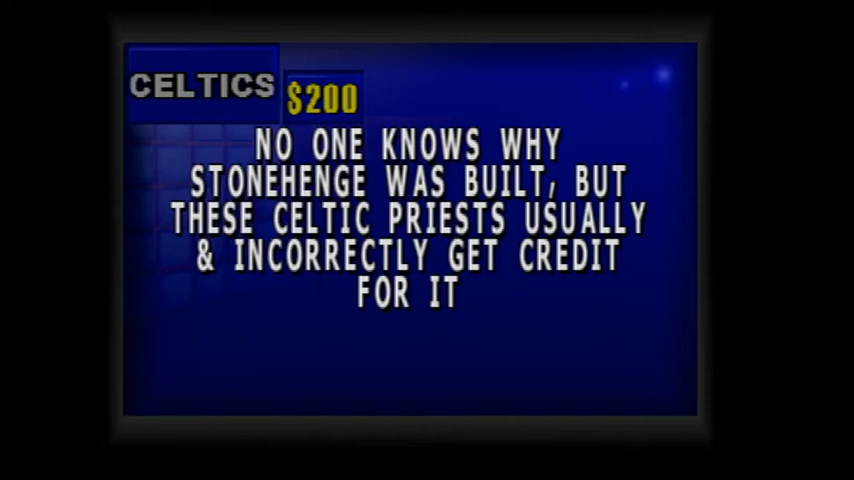 CELTICS
$200
NO ONE KNOWS WHY
STONEHENGE WAS BUILT, BUT
THESE CELTIC PRIESTS USUALLY
& INCORRECTLY GET CREDIT
FOR IT